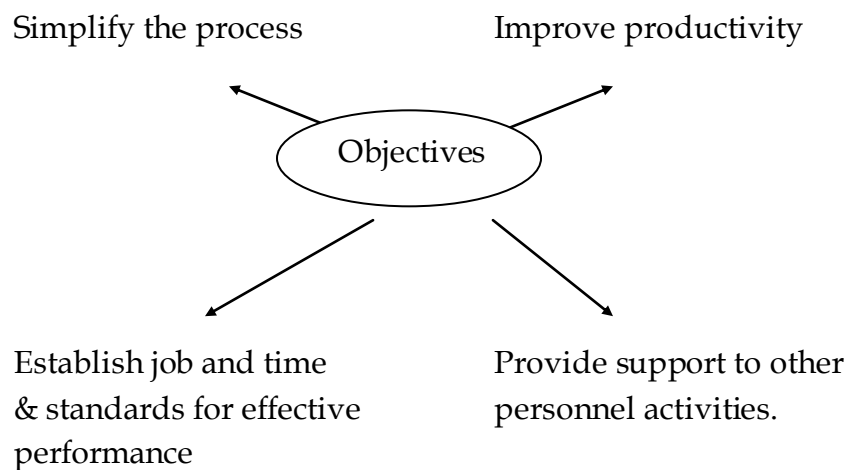 Simplify the process
Improve productivity
Objectives
Establish job and time
& standards for effective
performance
Provide support to other
personnel activities.